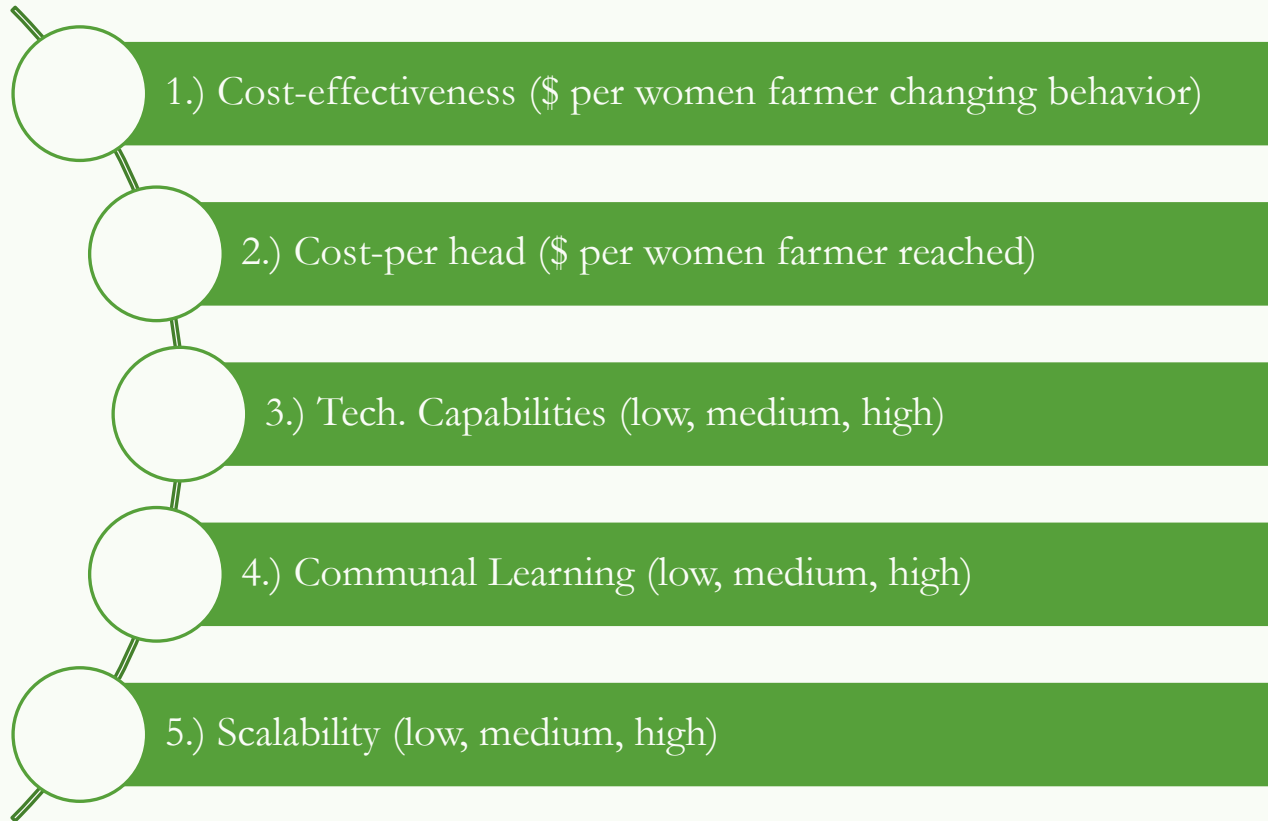 1.) Cost-effectiveness ($ per women farmer changing behavior)
2.) Cost-per head ($ per women farmer reached)
3.) Tech. Capabilities (low, medium, high)
4.) Communal Learning (low, medium, high)
5.) Scalability (low, medium, high)